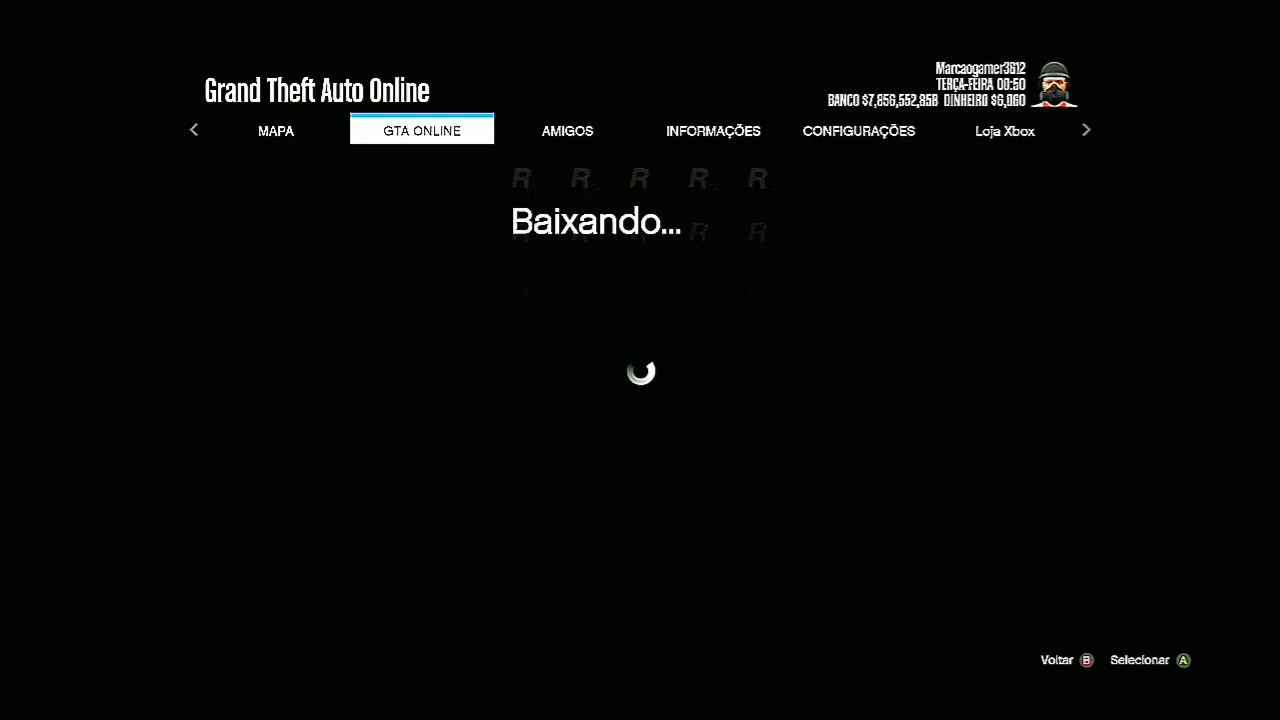 Grand Theft Auto Online
Marcaogamer3612
TERÇA-FEIRA 00:50
BANCO $7,856,552,858 DINHEIRO $6,060
MAPA GTA ONLINE AMIGOS INFORMAÇÕES CONFIGURAÇÕES Loja Xbox
R R R R R
Baixando...
R R
Voltar B Selecionar A